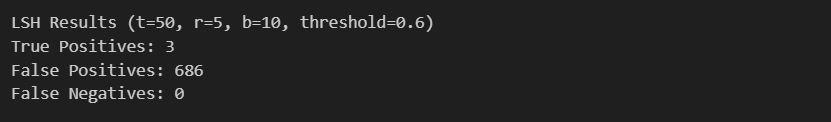 LSH Results (t=50, r=5, b=10, threshold=0.6)
True Positives: 3
False Positives: 686
False Negatives: 0